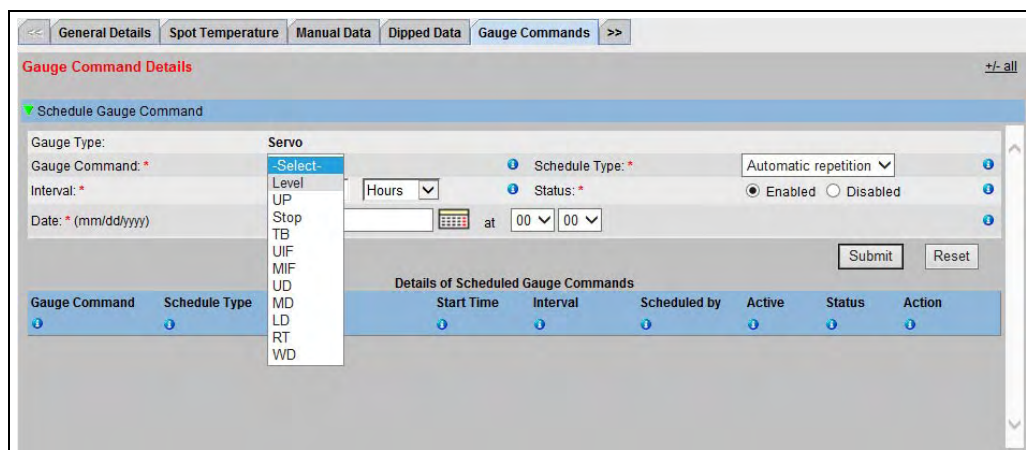 << General Details Spot Temperature Manual Data Dipped Data Gauge Commands >>
Gauge Command Details +/- all
Schedule Gauge Command
Gauge Type: Servo
Gauge Command: * -Select- Schedule Type: * Automatic repetition
Interval: * Level Hours Status: * Enabled Disabled
UP
Date: * (mm/dd/yyyy) Stop at 00 00
TB
UIF
MIF
Submit Reset
UD
Details of Scheduled Gauge Commands
Gauge Command Schedule Type MD Start Time Interval Scheduled by Active Status Action
LD
RT
WD